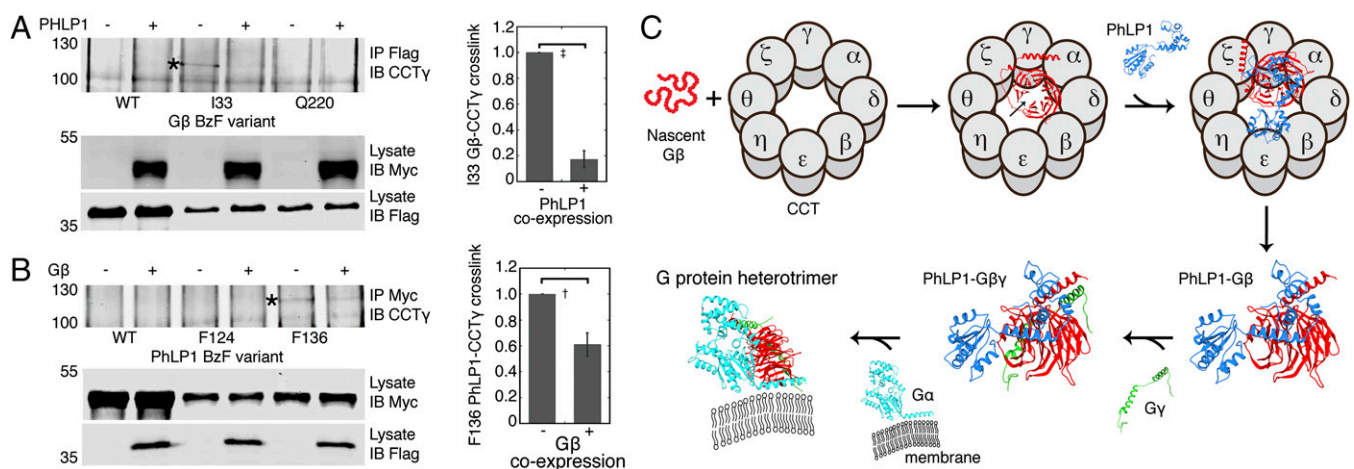 A
PHLP1 - + - + - +
130
100
*
IP Flag
IB CCTγ
WT I33 Q220
Gβ BzF variant
55
Lysate
IB Myc
Lysate
IB Flag
35
I33 Gβ-CCTγ crosslink
1.2
1
0.8
0.6
0.4
0.2
0
‡
- +
PhLP1
co-expression
B
Gβ - + - + - +
130
100
*
IP Myc
IB CCTγ
WT F124 F136
PhLP1 BzF variant
55
Lysate
IB Myc
Lysate
IB Flag
35
F136 PhLP1-CCTγ crosslink
1.2
1
0.8
0.6
0.4
0.2
0
†
- +
Gβ
co-expression
C
Nascent
Gβ
+
γ
ζ α
θ δ
η β
ε
CCT
γ
ζ α
θ δ
η β
ε
PhLP1
γ
ζ α
θ δ
η β
ε
PhLP1-Gβ
Gγ
PhLP1-Gβγ
Gα
membrane
G protein heterotrimer